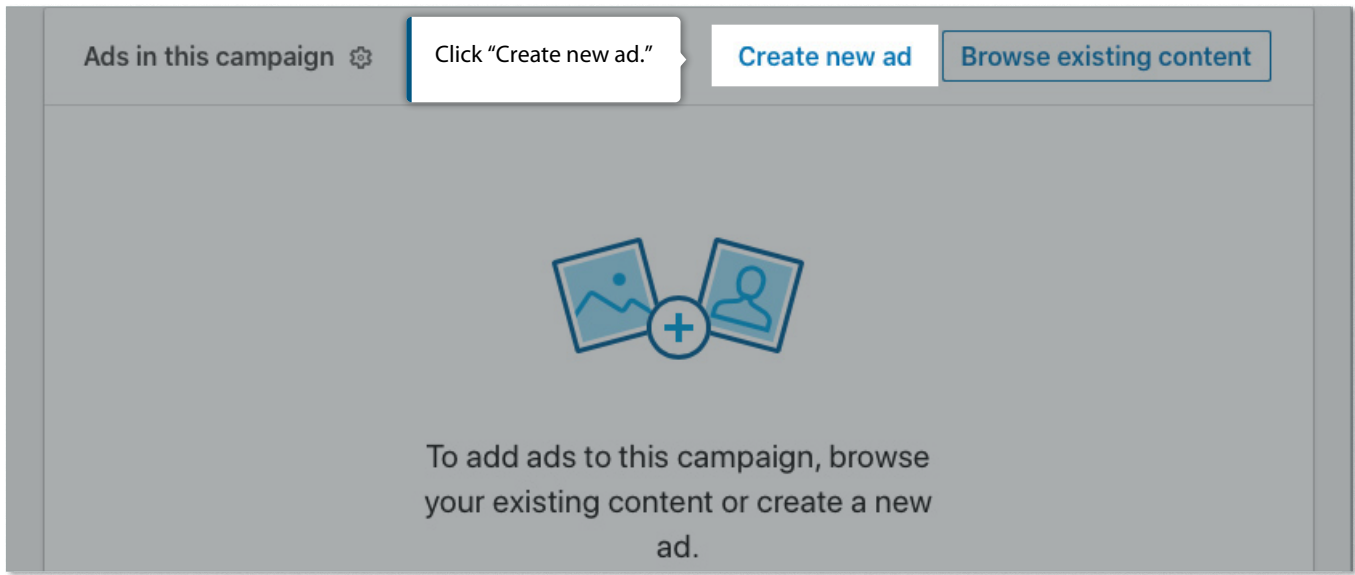 Ads in this campaign
Click “Create new ad.”
Create new ad
Browse existing content
To add ads to this campaign, browse
your existing content or create a new
ad.